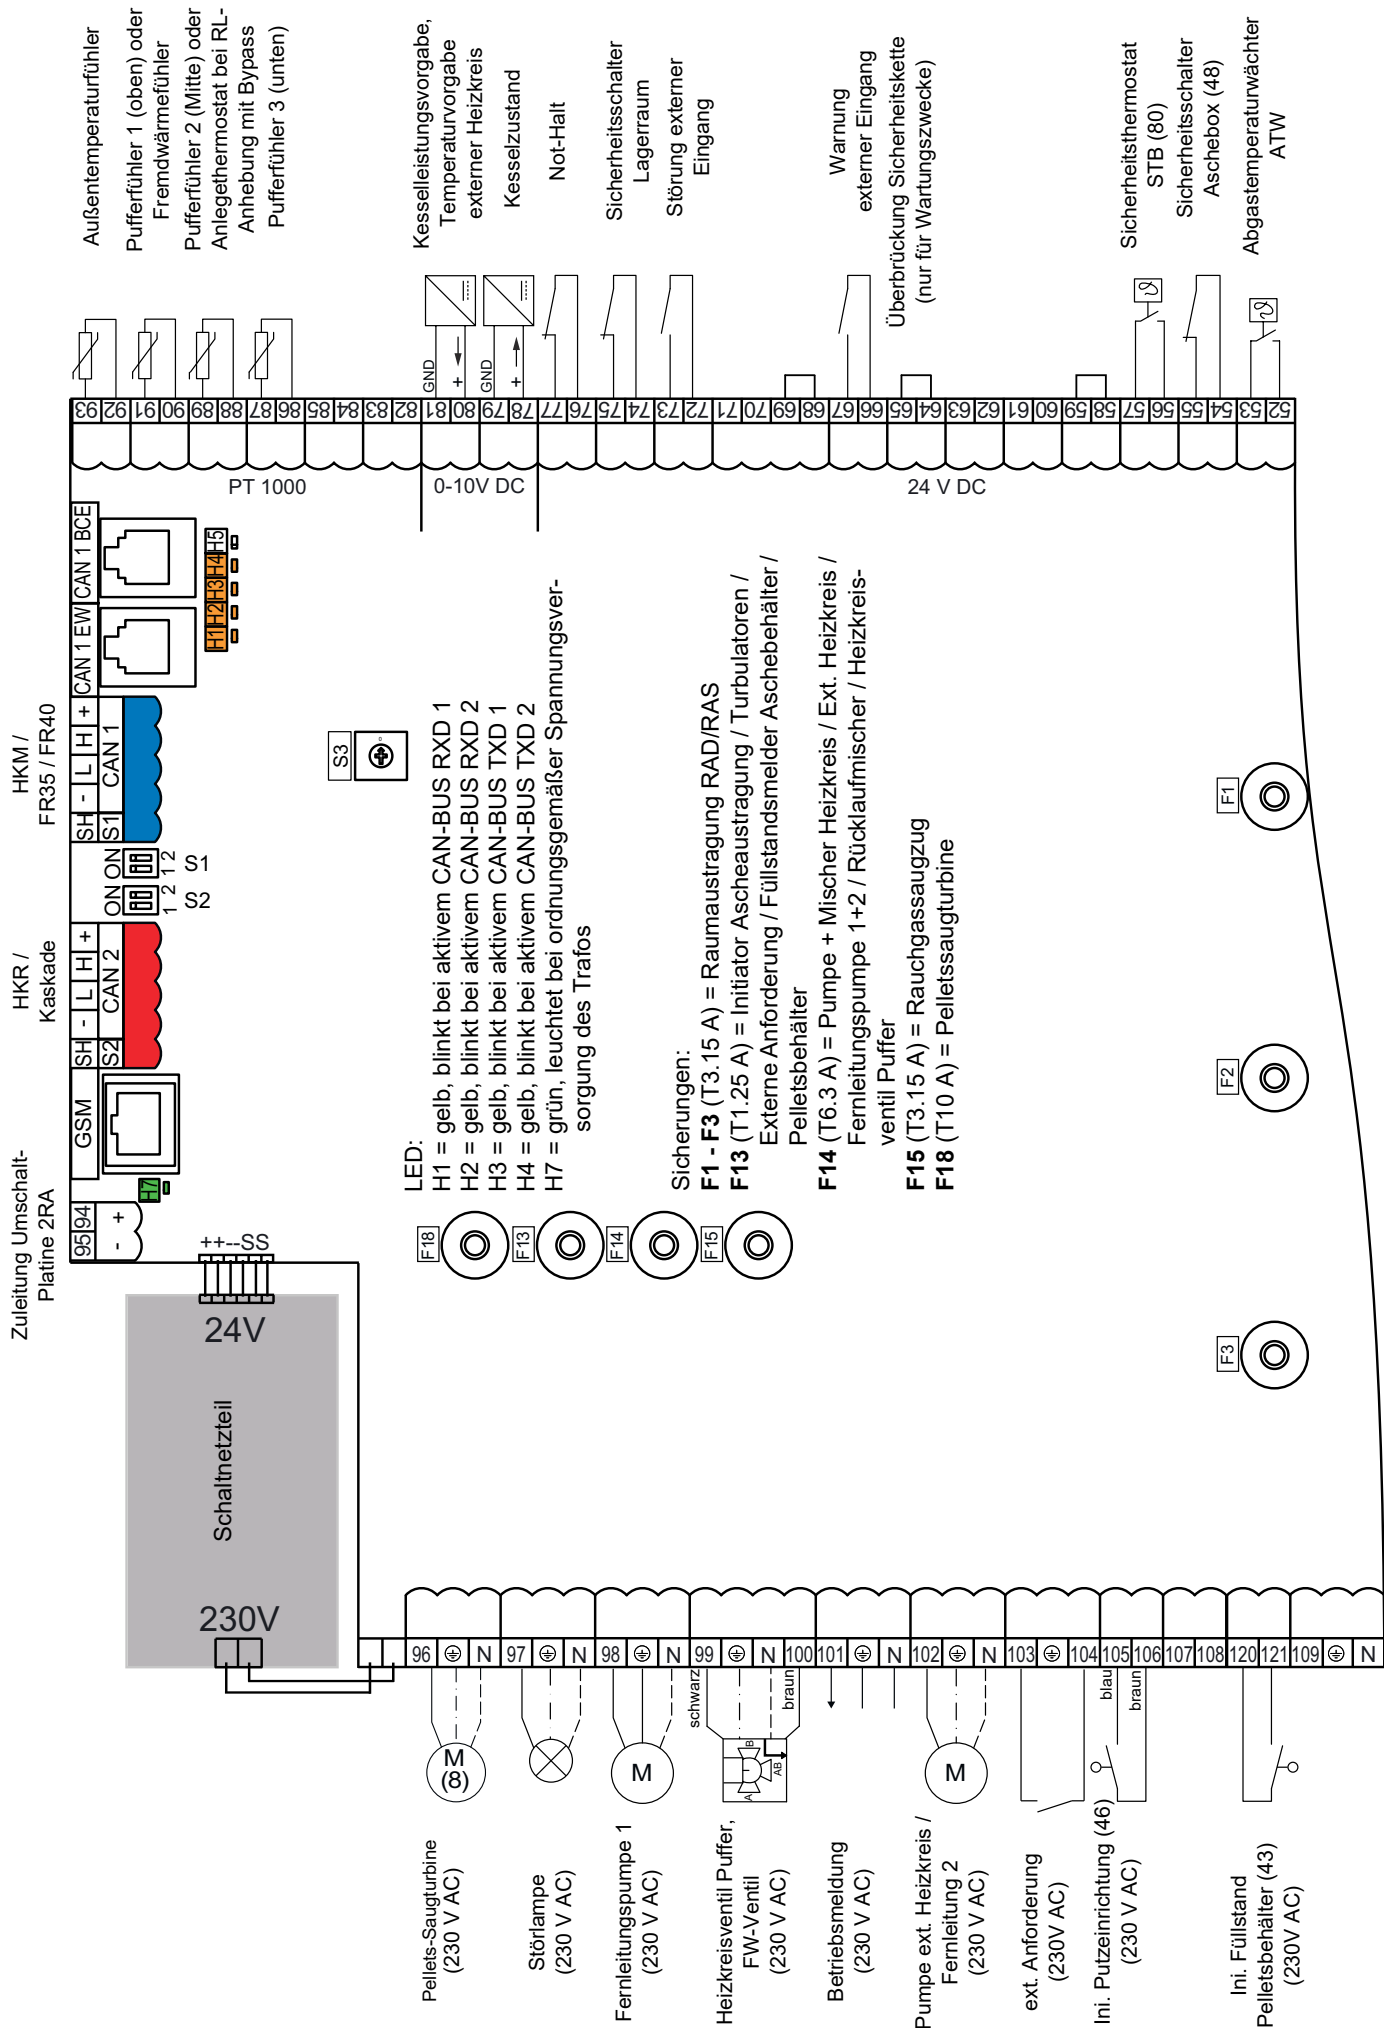 Zuleitung Umschalt-
Platine 2RA
HKR /
Kaskade
HKM /
FR35 / FR40
95 94
- +
H7
GSM
SH - L H +
S2 CAN 2
ON ON
1 2 1 2
S2 S1
SH - L H +
S1 CAN 1
CAN 1 EW
CAN 1 BCE
H1 H2 H3 H4 H5
S3
0
++--SS
24V
Schaltnetzteil
230V
PT 1000
0-10V DC
24 V DC
93
92
91
90
89
88
87
86
85
84
83
82
81
80
79
78
77
76
75
74
73
72
71
70
69
68
67
66
65
64
63
62
61
60
59
58
57
56
55
54
53
52
Außentemperaturfühler
Pufferfühler 1 (oben) oder
Fremdwärmefühler
Pufferfühler 2 (Mitte) oder
Anlegethermostat bei RL-
Anhebung mit Bypass
Pufferfühler 3 (unten)
GND
+
GND
+
Kesselleistungsvorgabe,
Temperaturvorgabe
externer Heizkreis
Kesselzustand
Not-Halt
Sicherheitsschalter
Lagerraum
Störung externer
Eingang
Warnung
externer Eingang
Überbrückung Sicherheitskette
(nur für Wartungszwecke)
ϑ
Sicherheitsthermostat
STB (80)
Sicherheitsschalter
Aschebox (48)
ϑ
Abgastemperaturwächter
ATW
LED:
H1 = gelb, blinkt bei aktivem CAN-BUS RXD 1
H2 = gelb, blinkt bei aktivem CAN-BUS RXD 2
H3 = gelb, blinkt bei aktivem CAN-BUS TXD 1
H4 = gelb, blinkt bei aktivem CAN-BUS TXD 2
H7 = grün, leuchtet bei ordnungsgemäßer Spannungsver-
sorgung des Trafos
F18
F13
F14
F15
Sicherungen:
F1 - F3 (T3.15 A) = Raumaustragung RAD/RAS
F13 (T1.25 A) = Initiator Ascheaustragung / Turbulatoren /
Externe Anforderung / Füllstandsmelder Aschebehälter /
Pelletsbehälter
F14 (T6.3 A) = Pumpe + Mischer Heizkreis / Ext. Heizkreis /
Fernleitungspumpe 1+2 / Rücklaufmischer / Heizkreis-
ventil Puffer
F15 (T3.15 A) = Rauchgassaugzug
F18 (T10 A) = Pelletssaugturbine
F3
F2
F1
96
N
97
N
98
N
99
N
100
101
N
102
N
103
104
105
106
107
108
120
121
109
N
M
(8)
Pellets-Saugturbine
(230 V AC)
Störlampe
(230 V AC)
M
Fernleitungspumpe 1
(230 V AC)
schwarz
braun
A
B
AB
Heizkreisventil Puffer,
FW-Ventil
(230 V AC)
Betriebsmeldung
(230 V AC)
M
Pumpe ext. Heizkreis /
Fernleitung 2
(230 V AC)
ext. Anforderung
(230V AC)
blau
braun
Ini. Putzeinrichtung (46)
(230 V AC)
Ini. Füllstand
Pelletsbehälter (43)
(230V AC)